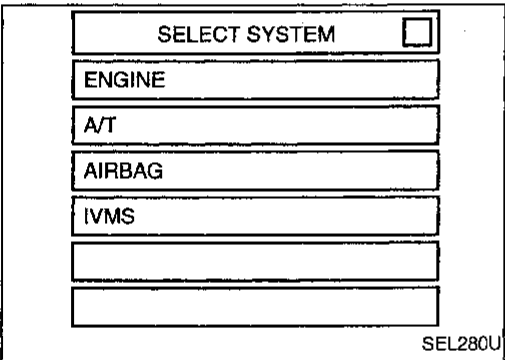 SELECT SYSTEM
ENGINE
A/T
AIRBAG
IVMS
SEL280U